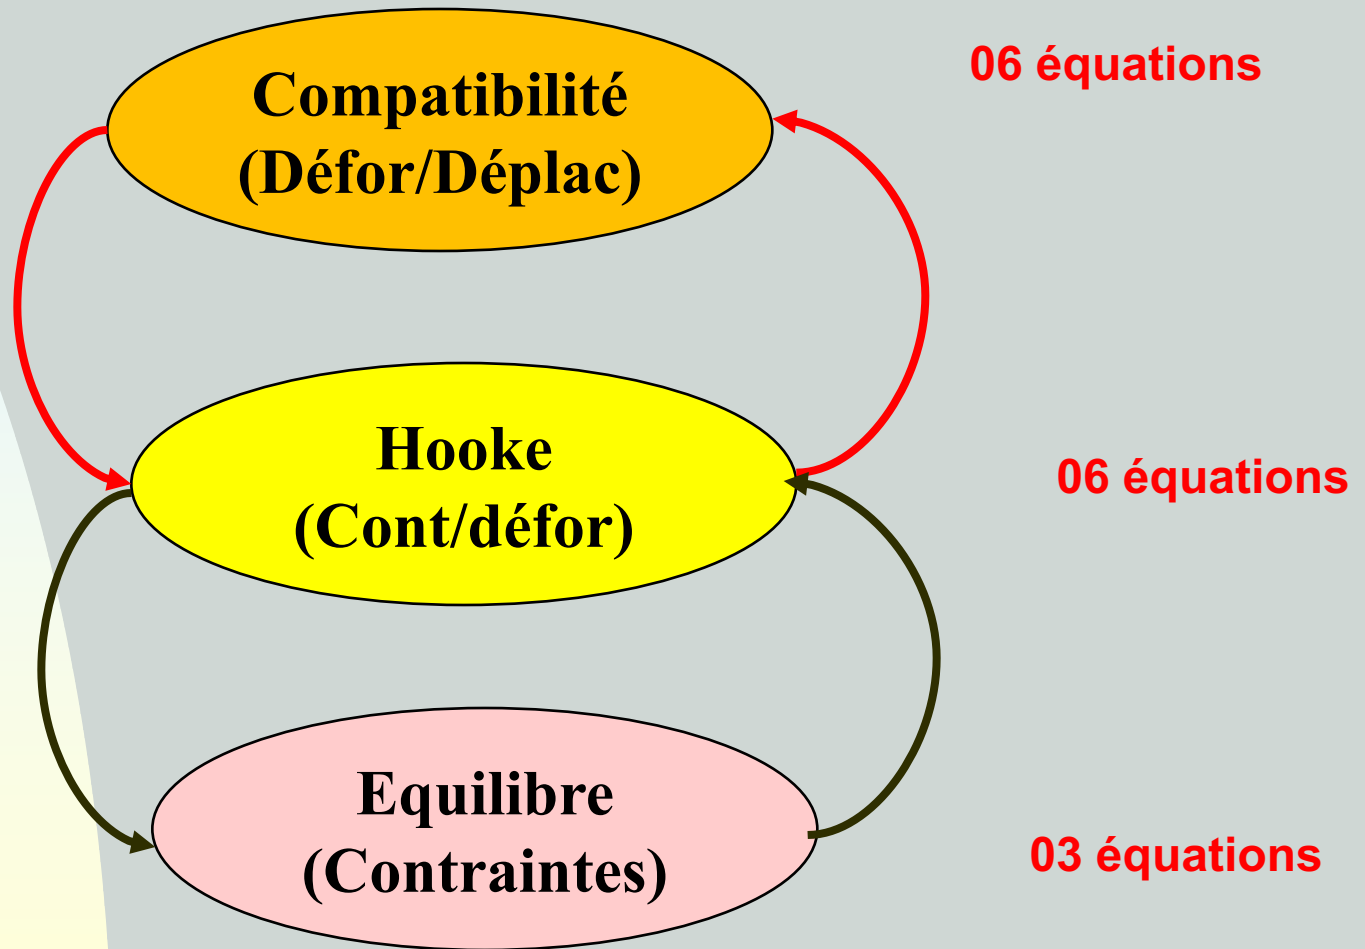 Compatibilité
(Défor/Déplac)
06 équations
Hooke
(Cont/défor)
06 équations
Equilibre
(Contraintes)
03 équations